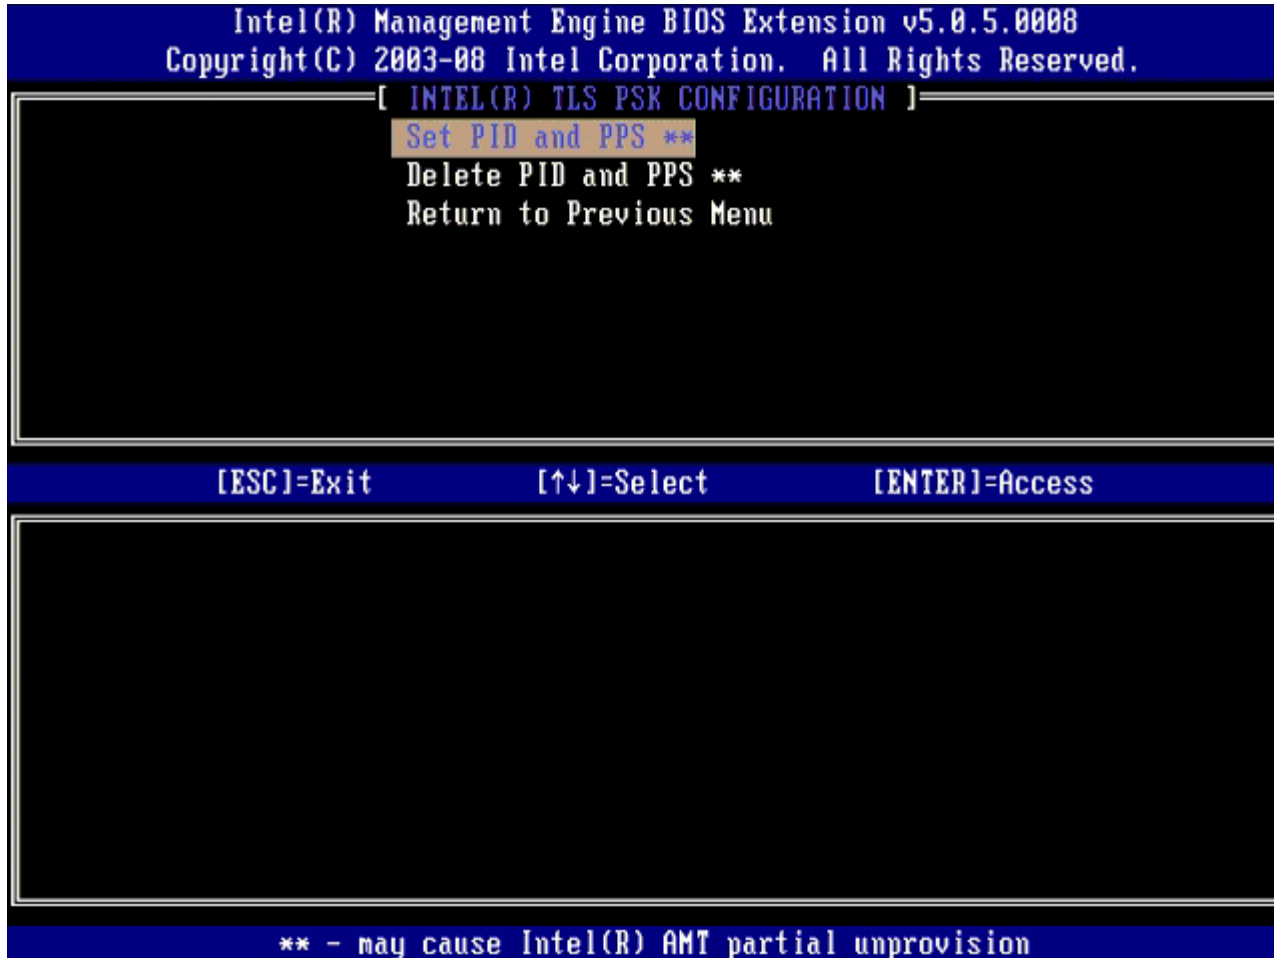 Intel(R) Management Engine BIOS Extension v5.0.5.0008
Copyright(C) 2003-08 Intel Corporation. All Rights Reserved.
[ INTEL(R) TLS PSK CONFIGURATION ]
Set PID and PPS **
Delete PID and PPS **
Return to Previous Menu
[ESC]=Exit [↑↓]=Select [ENTER]=Access
** - may cause Intel(R) AMT partial unprovision